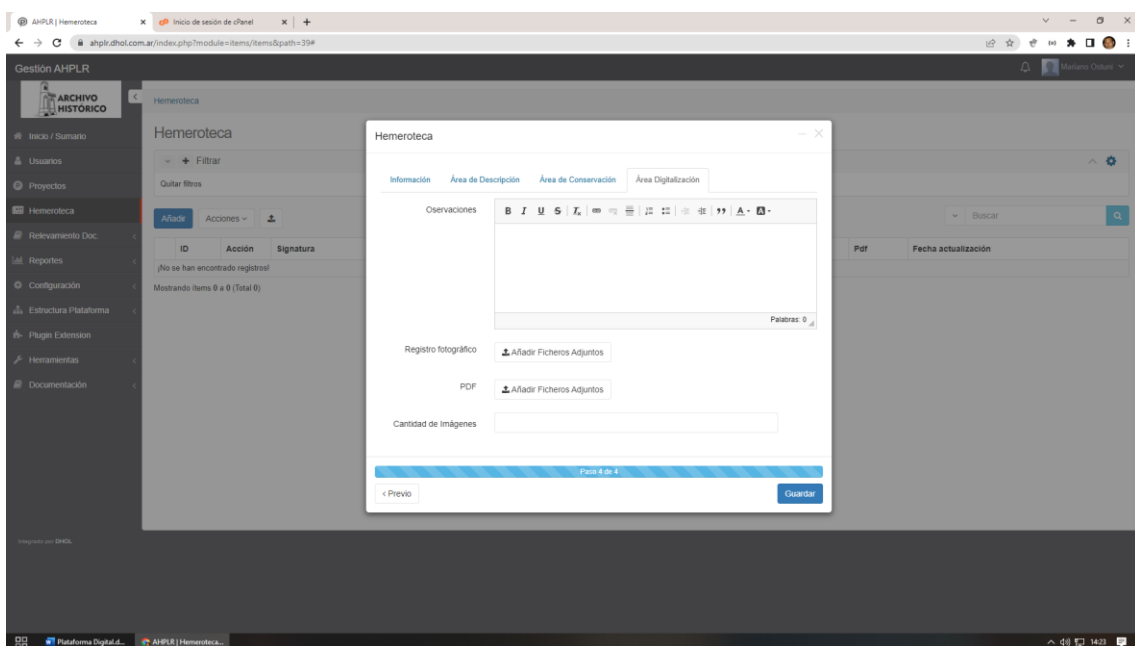 AHPLR | Hemeroteca
Inicio de sesión de cPanel
ahplr.dhol.com.ar/index.php?module=items/items&path=39#
Gestión AHPLR
Mariano Ostuni
ARCHIVO
HISTÓRICO
Hemeroteca
Inicio / Sumario
Usuarios
Proyectos
Hemeroteca
Relevamiento Doc.
Reportes
Configuración
Estructura Plataforma
Plugin Extension
Herramientas
Documentación
Integrado por DHOL
Hemeroteca
Filtrar
Quitar filtros
Añadir Acciones
Buscar
ID Acción Signatura Pdf Fecha actualización
¡No se han encontrado registros!
Mostrando items 0 a 0 (Total 0)
Hemeroteca
Información Área de Descripción Área de Conservación Área Digitalización
Oservaciones
B I U S Ix A A
Palabras: 0
Registro fotográfico Añadir Ficheros Adjuntos
PDF Añadir Ficheros Adjuntos
Cantidad de Imágenes
Paso 4 de 4
< Previo Guardar
Plataforma Digital.d... AHPLR | Hemeroteca... 14:23